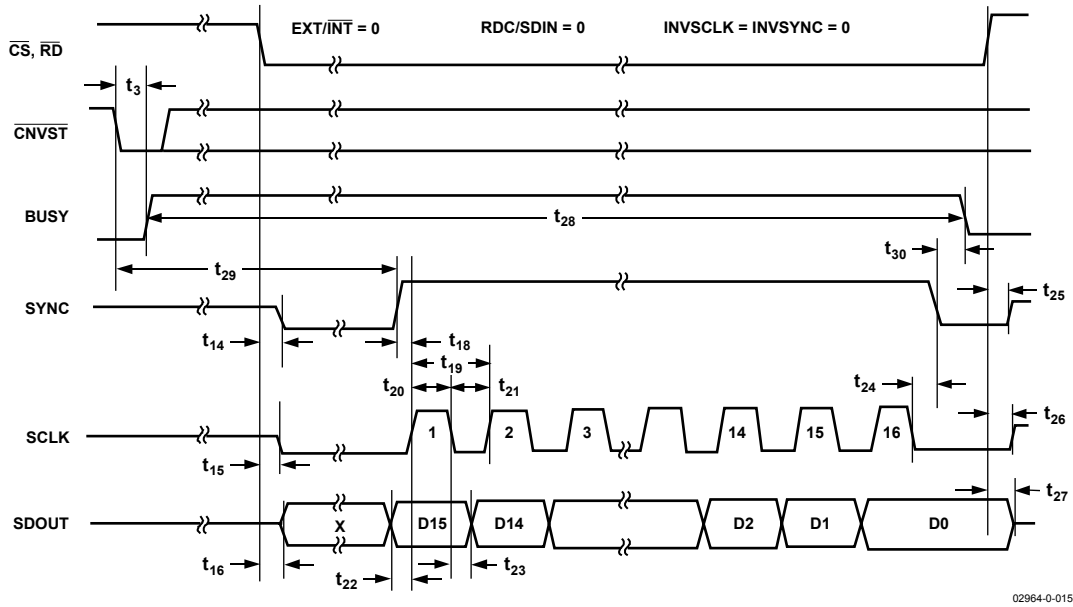 EXT/INT = 0 RDC/SDIN = 0 INVSCLK = INVSYNC = 0
CS, RD
t3
CNVST
BUSY
t28
t30
t29
t25
SYNC
t14
t18
t19
t20
t21
t24
t26
SCLK
1 2 3 14 15 16
t15
t27
SDOUT
X D15 D14 D2 D1 D0
t16
t22
t23
02964-0-015